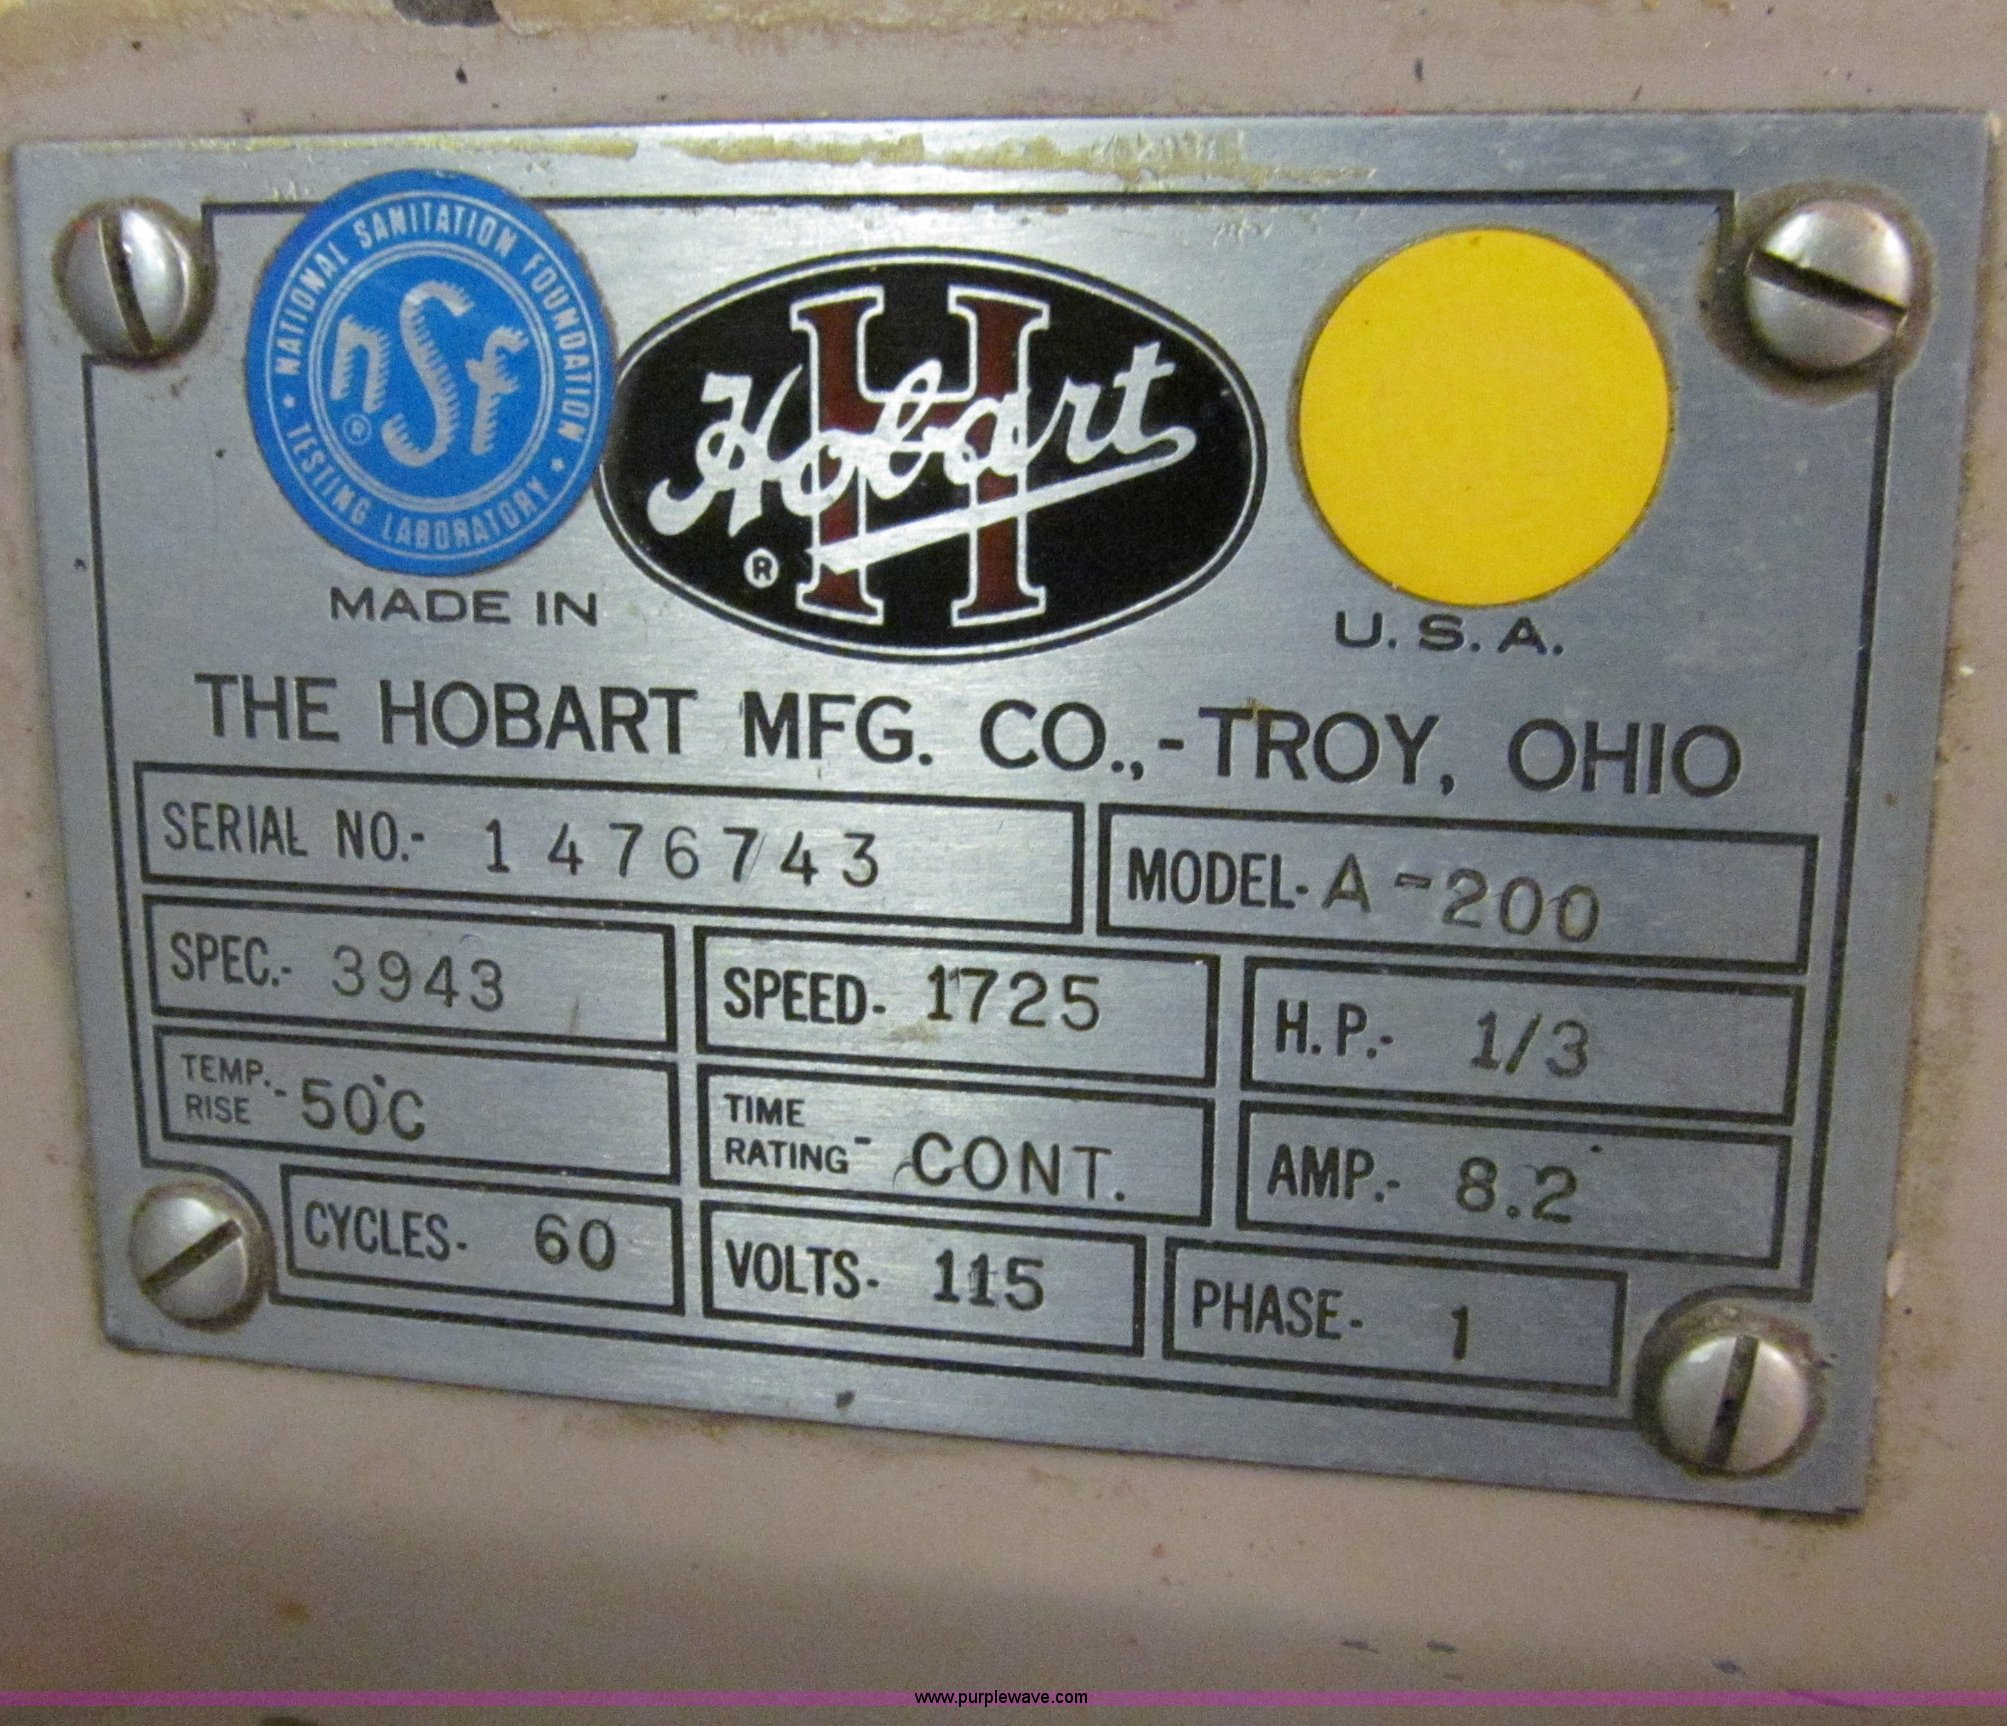 NATIONAL SANITATION FOUNDATION
nsf ®
• TESTING LABORATORY •
H
Hobart
®
MADE IN U.S.A.
THE HOBART MFG. CO.,-TROY, OHIO
SERIAL NO.- 1476743 MODEL- A-200
SPEC.- 3943 SPEED- 1725 H.P.- 1/3
TEMP. RISE - 50°C TIME RATING - CONT. AMP.- 8.2
CYCLES- 60 VOLTS- 115 PHASE- 1
www.purplewave.com